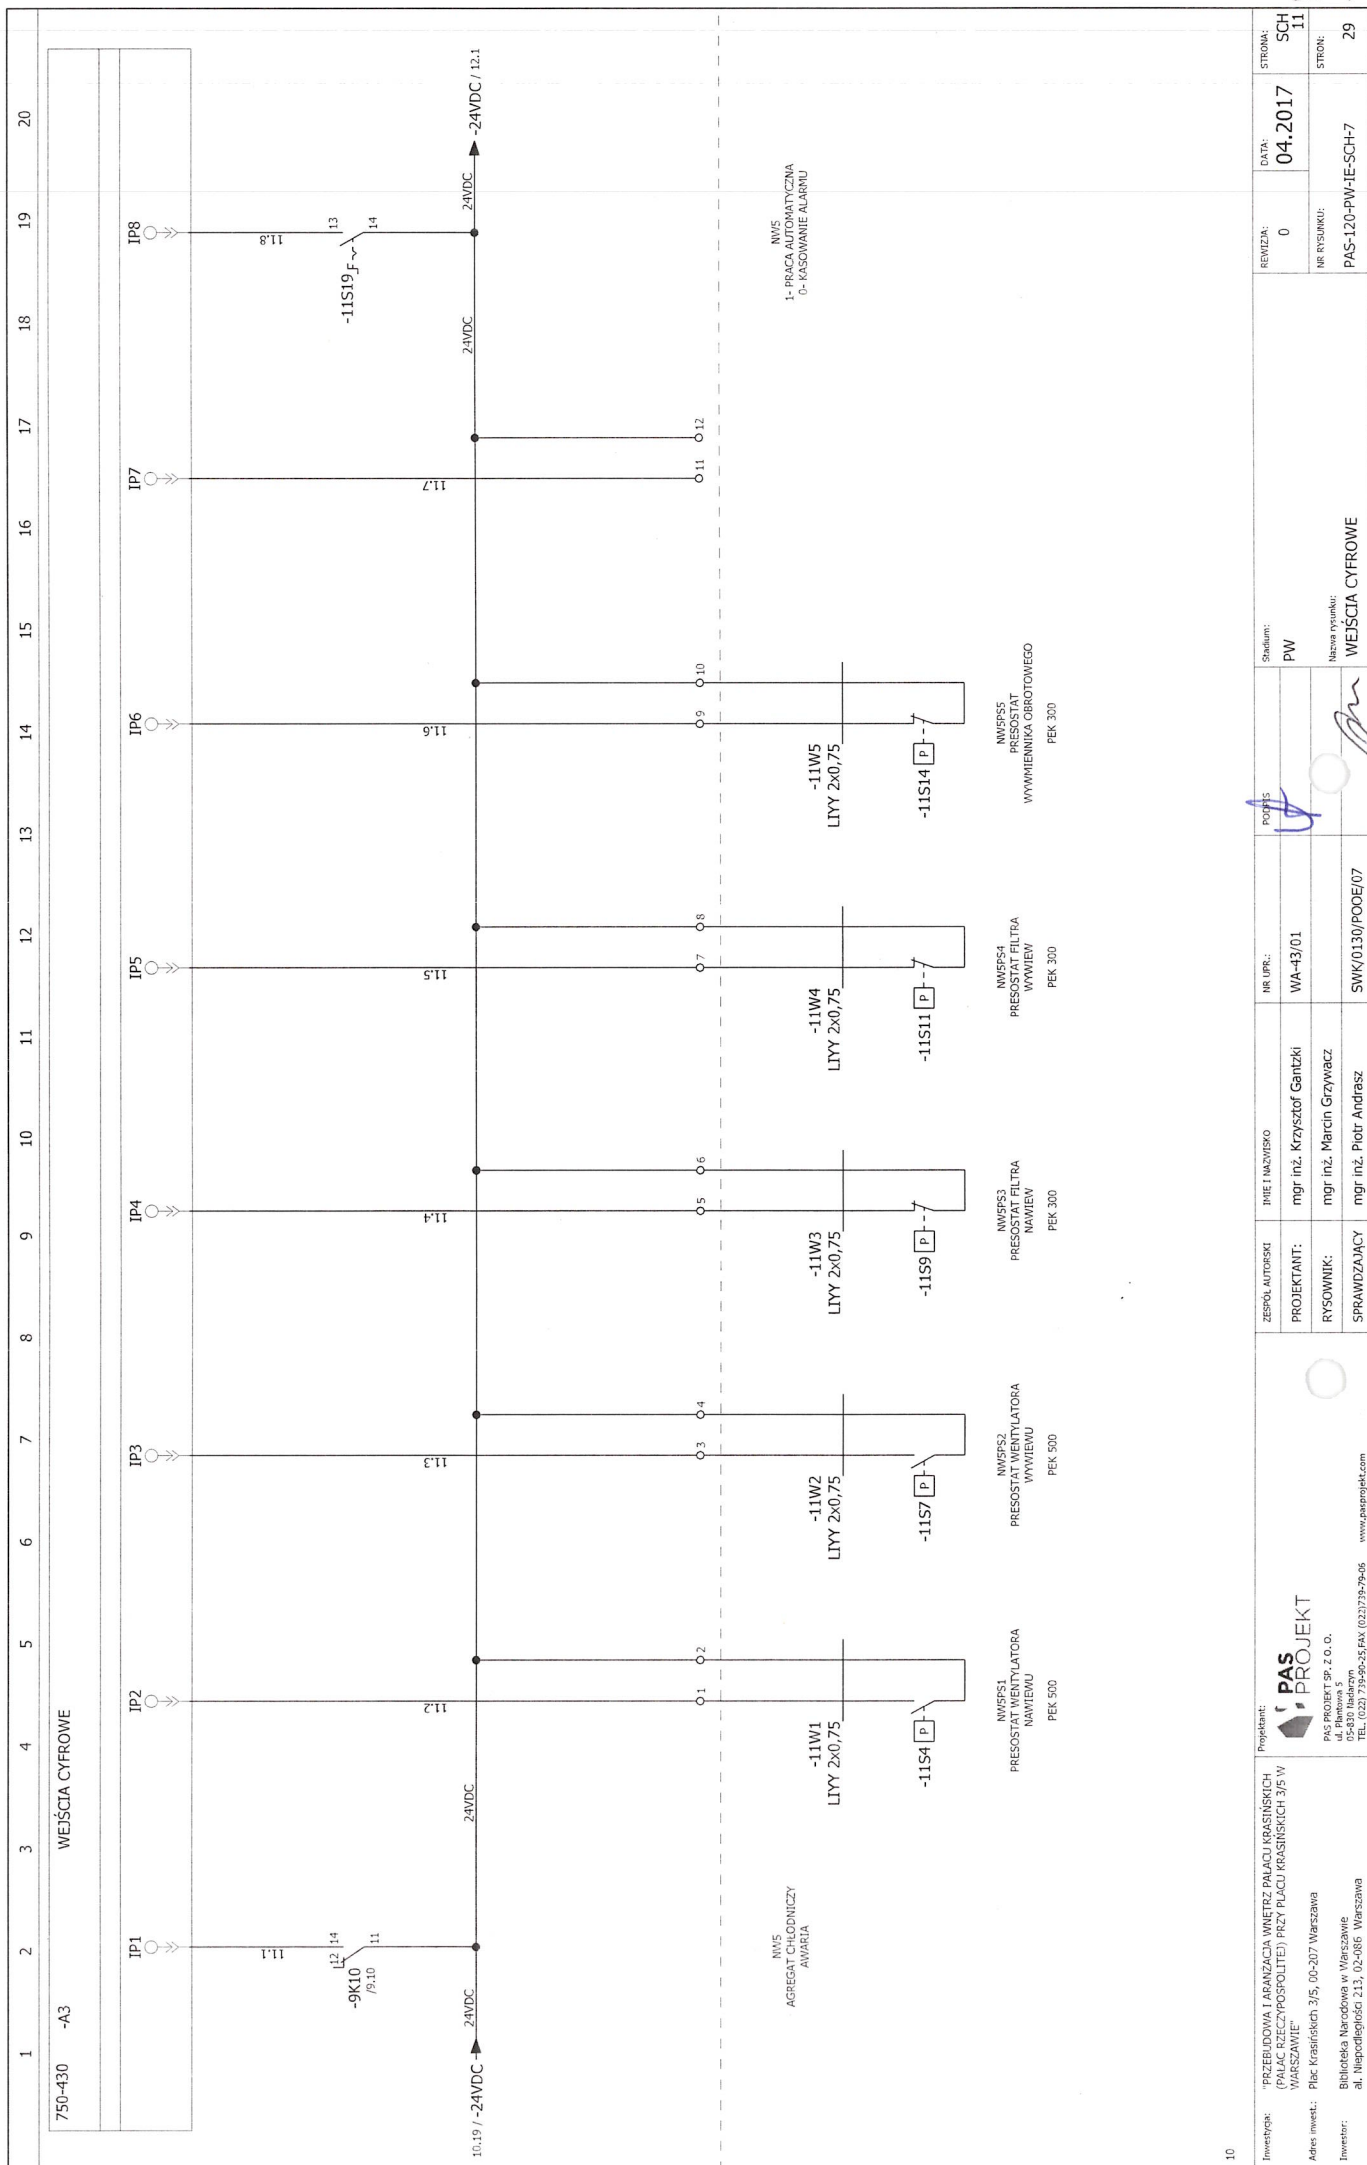 1 2 3 4 5 6 7 8 9 10 11 12 13 14 15 16 17 18 19 20
750-430 -A3 WEJŚCIA CYFROWE
IP1 IP2 IP3 IP4 IP5 IP6 IP7 IP8
11.1 11.2 11.3 11.4 11.5 11.6 11.7 11.8
12 14
-9K10
/9.10
11
-11S19
13
14
10.19 / -24VDC 24VDC 24VDC 24VDC 24VDC -24VDC / 12.1
1 2 3 4 5 6 7 8 9 10 11 12
NW5
AGREGAT CHŁODNICZY
AWARIA
-11W1
LIYY 2x0,75
-11S4 P
NW5PS1
PRESOSTAT WENTYLATORA
NAWIEWU
PEK 500
-11W2
LIYY 2x0,75
-11S7 P
NW5PS2
PRESOSTAT WENTYLATORA
WYWIEWU
PEK 500
-11W3
LIYY 2x0,75
-11S9 P
NW5PS3
PRESOSTAT FILTRA
NAWIEW
PEK 300
-11W4
LIYY 2x0,75
-11S11 P
NW5PS4
PRESOSTAT FILTRA
WYWIEW
PEK 300
-11W5
LIYY 2x0,75
-11S14 P
NW5PS5
PRESOSTAT
WYWMIENNIKA OBROTOWEGO
PEK 300
NW5
1- PRACA AUTOMATYCZNA
0- KASOWANIE ALARMU
10
Inwestycja: "PRZEBUDOWA I ARANŻACJA WNĘTRZ PAŁACU KRASIŃSKICH
(PAŁAC RZECZYPOSPOLITEJ) PRZY PLACU KRASIŃSKICH 3/5 W
WARSZAWIE"
Adres inwest.: Plac Krasińskich 3/5, 00-207 Warszawa
Inwestor: Biblioteka Narodowa w Warszawie
al. Niepodległości 213, 02-086 Warszawa
Projektant:
PAS
PROJEKT
PAS PROJEKT SP. Z O.O.
ul. Plantowa 5
05-830 Nadarzyn
TEL. (022) 739-90-25,FAX (022)739-79-06 www.pasprojekt.com
ZESPÓŁ AUTORSKI IMIĘ I NAZWISKO NR UPR.: PODPIS
PROJEKTANT: mgr inż. Krzysztof Gantzki WA-43/01
RYSOWNIK: mgr inż. Marcin Grzywacz
SPRAWDZAJĄCY mgr inż. Piotr Andrasz SWK/0130/POOE/07
Stadium:
PW
Nazwa rysunku:
WEJŚCIA CYFROWE
REWIZJA: 0
DATA: 04.2017
STRONA: SCH
11
NR RYSUNKU:
PAS-120-PW-IE-SCH-7
STRON:
29